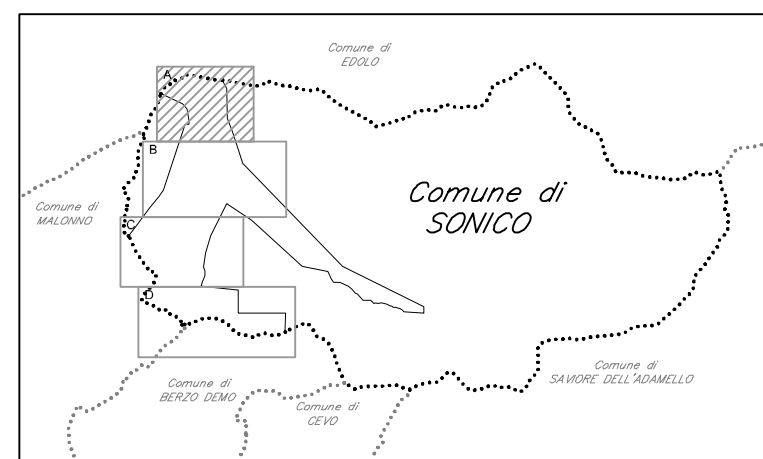 Comune di
EDOLO
A
B
Comune di
SONICO
Comune di
MALONNO
C
D
Comune di
SAVIORE DELL'ADAMELLO
Comune di
BERZO DEMO
Comune di
CEVO